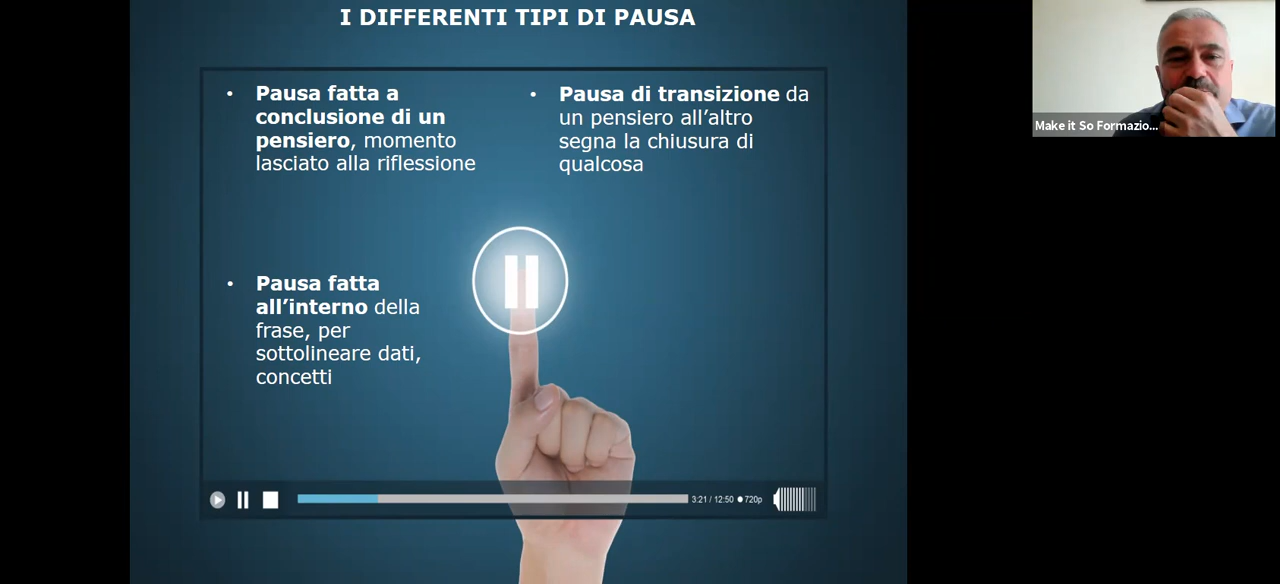 I DIFFERENTI TIPI DI PAUSA
• Pausa fatta a
conclusione di un
pensiero, momento
lasciato alla riflessione
• Pausa di transizione da
un pensiero all’altro
segna la chiusura di
qualcosa
• Pausa fatta
all’interno della
frase, per
sottolineare dati,
concetti
3:21 / 12:50 ● 720p
Make it So Formazio...